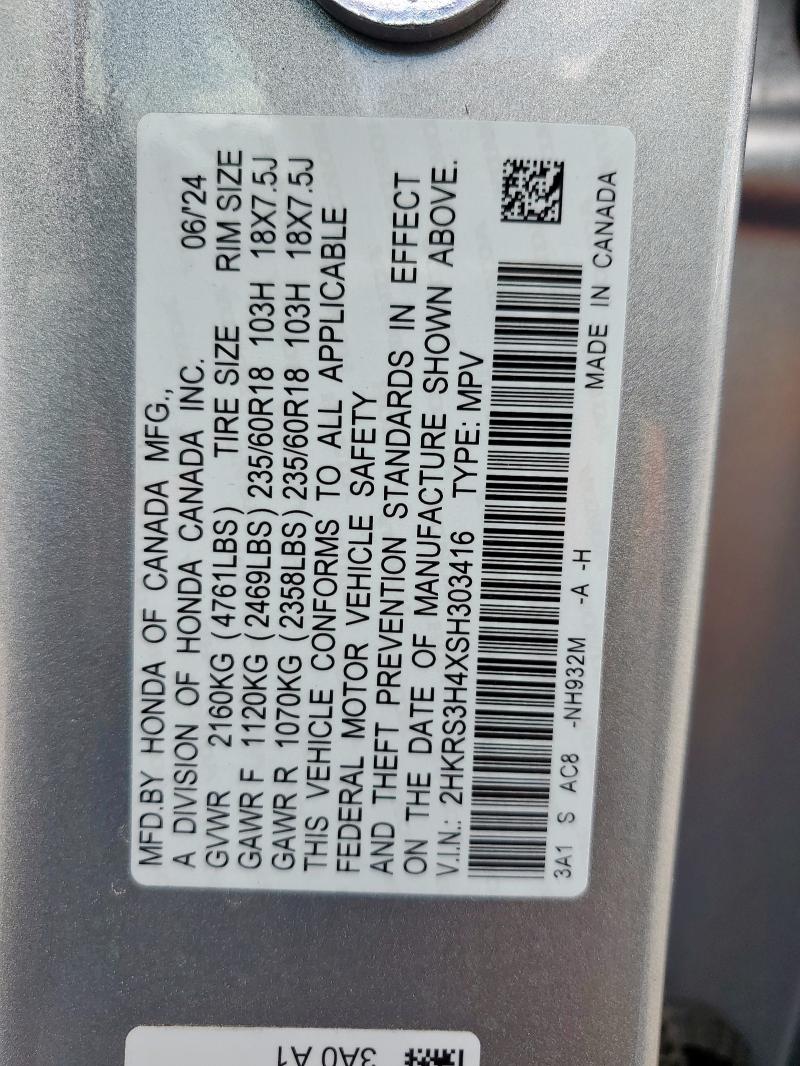 MFD.BY HONDA OF CANADA MFG.,
A DIVISION OF HONDA CANADA INC. 06/'24
GVWR 2160KG (4761LBS) TIRE SIZE RIM SIZE
GAWR F 1120KG (2469LBS) 235/60R18 103H 18X7.5J
GAWR R 1070KG (2358LBS) 235/60R18 103H 18X7.5J
THIS VEHICLE CONFORMS TO ALL APPLICABLE
FEDERAL MOTOR VEHICLE SAFETY
AND THEFT PREVENTION STANDARDS IN EFFECT
ON THE DATE OF MANUFACTURE SHOWN ABOVE.
V.I.N.: 2HKRS3H4XSH303416 TYPE: MPV
3A1 S AC8 -NH932M -A -H MADE IN CANADA
3A0 A1